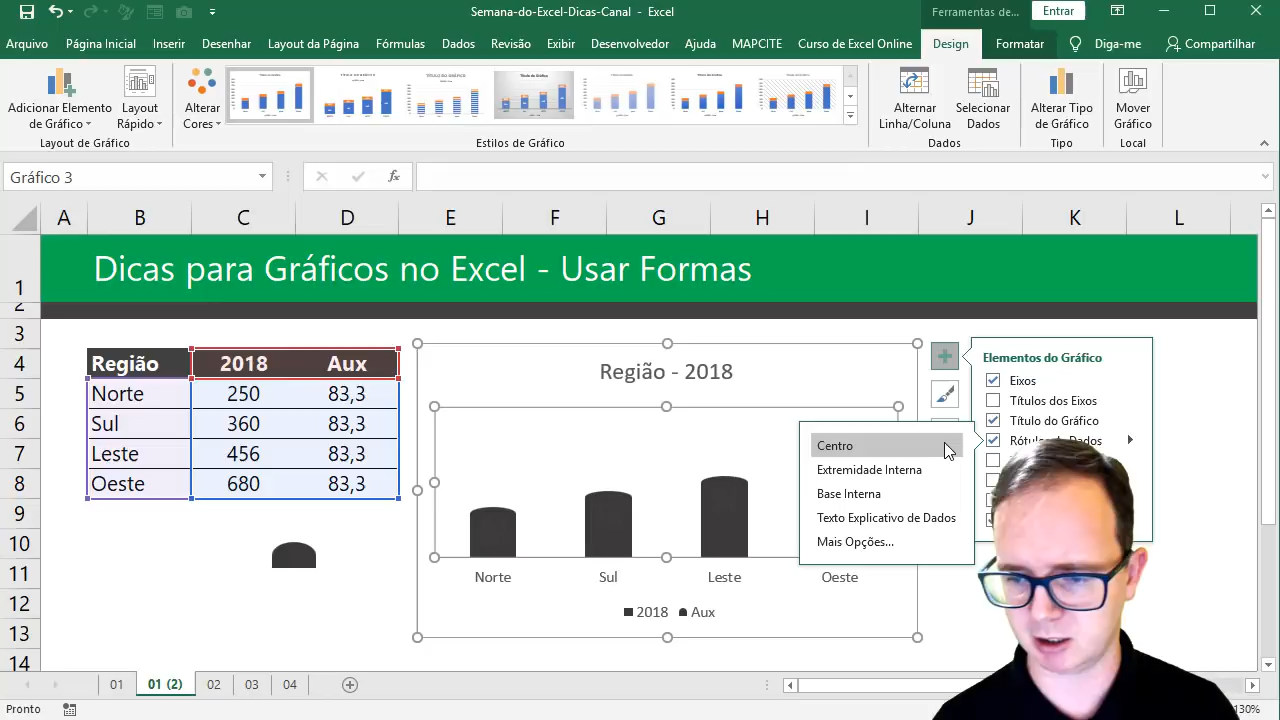 Semana-do-Excel-Dicas-Canal - Excel
Ferramentas de...
Entrar
Arquivo Página Inicial Inserir Desenhar Layout da Página Fórmulas Dados Revisão Exibir Desenvolvedor Ajuda MAPCITE Curso de Excel Online Design Formatar Diga-me Compartilhar
Adicionar Elemento de Gráfico
Layout Rápido
Alterar Cores
Alternar Linha/Coluna
Selecionar Dados
Alterar Tipo de Gráfico
Mover Gráfico
Layout de Gráfico
Estilos de Gráfico
Dados
Tipo
Local
Gráfico 3
fx
A B C D E F G H I J K L
1
Dicas para Gráficos no Excel - Usar Formas
2
3
4 Região 2018 Aux
5 Norte 250 83,3
6 Sul 360 83,3
7 Leste 456 83,3
8 Oeste 680 83,3
9
10
11
12
13
14
Região - 2018
Norte Sul Leste Oeste
2018 Aux
Elementos do Gráfico
Eixos
Títulos dos Eixos
Título do Gráfico
Rótulos de Dados
Centro
Extremidade Interna
Base Interna
Texto Explicativo de Dados
Mais Opções...
01 01 (2) 02 03 04
Pronto
130%